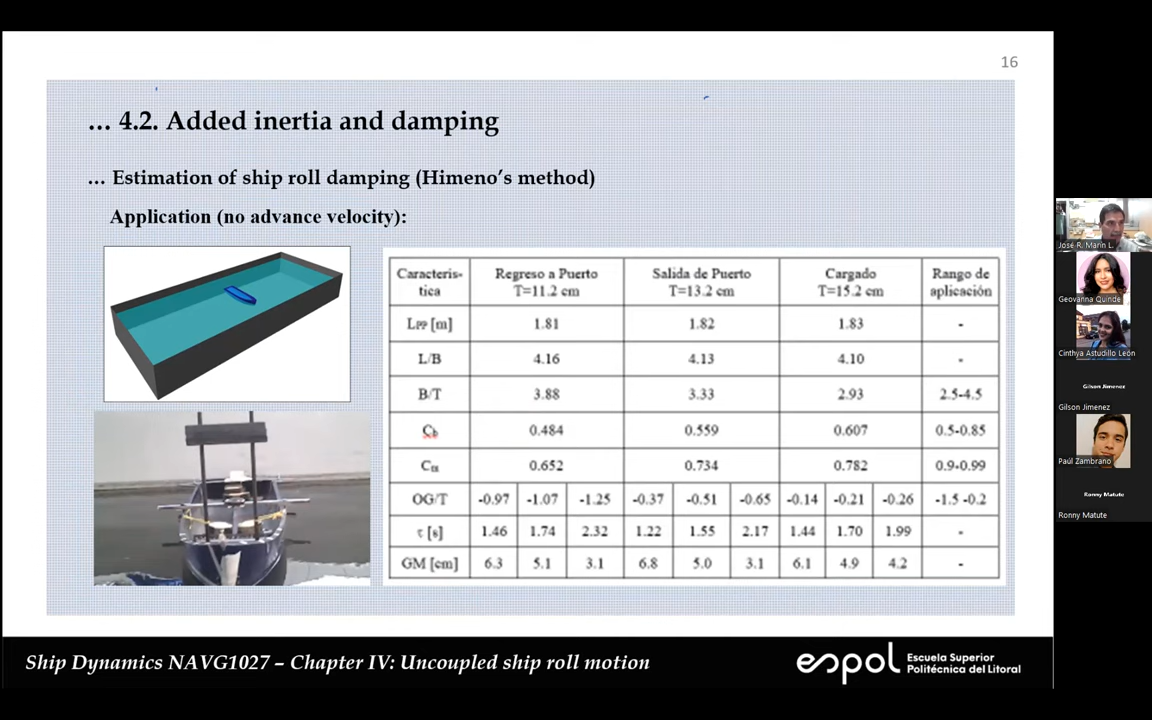 16
... 4.2. Added inertia and damping
... Estimation of ship roll damping (Himeno's method)
Application (no advance velocity):
Caracterís- Regreso a Puerto Salida de Puerto Cargado Rango de
tica T=11.2 cm T=13.2 cm T=15.2 cm aplicación
LPP [m] 1.81 1.82 1.83 -
L/B 4.16 4.13 4.10 -
B/T 3.88 3.33 2.93 2.5-4.5
Cb 0.484 0.559 0.607 0.5-0.85
Cm 0.652 0.734 0.782 0.9-0.99
OG/T -0.97 -1.07 -1.25 -0.37 -0.51 -0.65 -0.14 -0.21 -0.26 -1.5 -0.2
τ [s] 1.46 1.74 2.32 1.22 1.55 2.17 1.44 1.70 1.99 -
GM [cm] 6.3 5.1 3.1 6.8 5.0 3.1 6.1 4.9 4.2 -
Ship Dynamics NAVG1027 – Chapter IV: Uncoupled ship roll motion
espol Escuela Superior
Politécnica del Litoral
José R. Marín L.
Geovanna Quinde
Cinthya Astudillo León
Gilson Jimenez
Gilson Jimenez
Paúl Zambrano
Ronny Matute
Ronny Matute